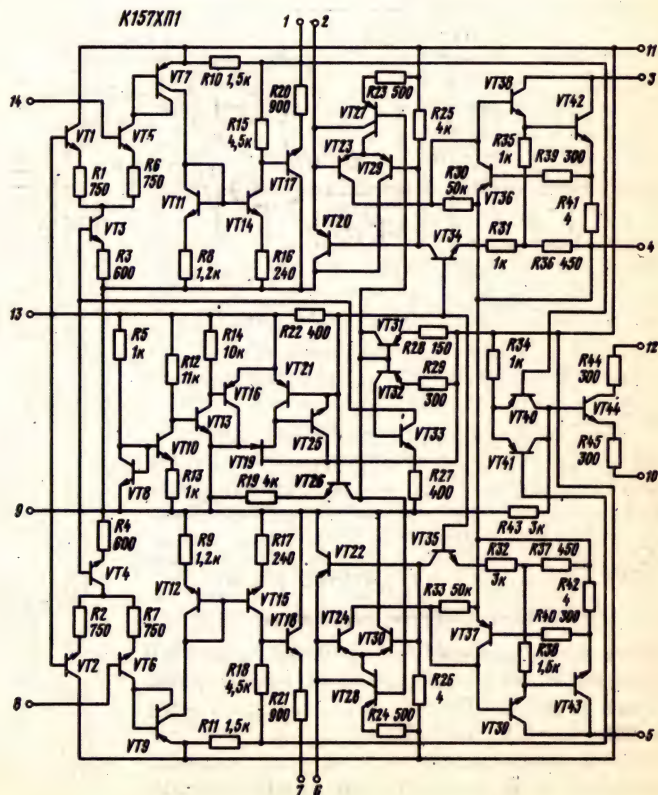 К157ХП1
1 2
R10 1,5к
11
VT7
R20
900
R23 500
VT38
3
VT42
VT27
R25
4к
14
R15
4,5к
VT1
VT5
R35
1к
VT23
R39 300
R1
750
R6
750
VT17
VT29
R30
50к
VT36
VT11
VT14
R41
4
VT3
VT20
VT34
R31
1к
R3
600
R8
1,2к
R16
240
R36 450
4
13
R22 400
R5
1к
R14
10к
VT31
R28 150
R34
1к
12
R12
11к
R44
300
VT21
R29
300
VT16
VT32
VT40
VT44
VT13
VT10
VT25
VT33
VT41
R45
300
VT19
VT8
R13
1к
R19 4к
VT26
R27
400
10
9
R43 3к
R4
600
R9
1,2к
R17
240
VT35
VT22
R32
3к
R37 450
VT4
VT12
VT15
R33 50к
R42
4
R2
750
R7
750
VT24
VT18
VT30
VT37
R40 300
R38
1,5к
R18
4,5к
VT2
VT6
R21
900
VT28
R26
4
VT43
8
R24 500
VT39
R11 1,5к
VT9
5
7 6